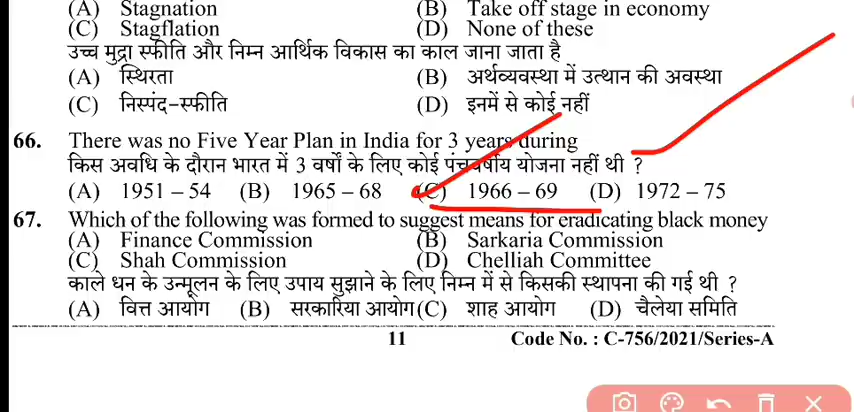 (A) Stagnation (B) Take off stage in economy
(C) Stagflation (D) None of these
उच्च मुद्रा स्फीति और निम्न आर्थिक विकास का काल जाना जाता है
(A) स्थिरता (B) अर्थव्यवस्था में उत्थान की अवस्था
(C) निस्पंद-स्फीति (D) इनमें से कोई नहीं
66. There was no Five Year Plan in India for 3 years during
किस अवधि के दौरान भारत में 3 वर्षों के लिए कोई पंचवर्षीय योजना नहीं थी ?
(A) 1951 – 54 (B) 1965 – 68 (C) 1966 – 69 (D) 1972 – 75
67. Which of the following was formed to suggest means for eradicating black money
(A) Finance Commission (B) Sarkaria Commission
(C) Shah Commission (D) Chelliah Committee
काले धन के उन्मूलन के लिए उपाय सुझाने के लिए निम्न में से किसकी स्थापना की गई थी ?
(A) वित्त आयोग (B) सरकारिया आयोग (C) शाह आयोग (D) चैलेया समिति
11 Code No. : C-756/2021/Series-A